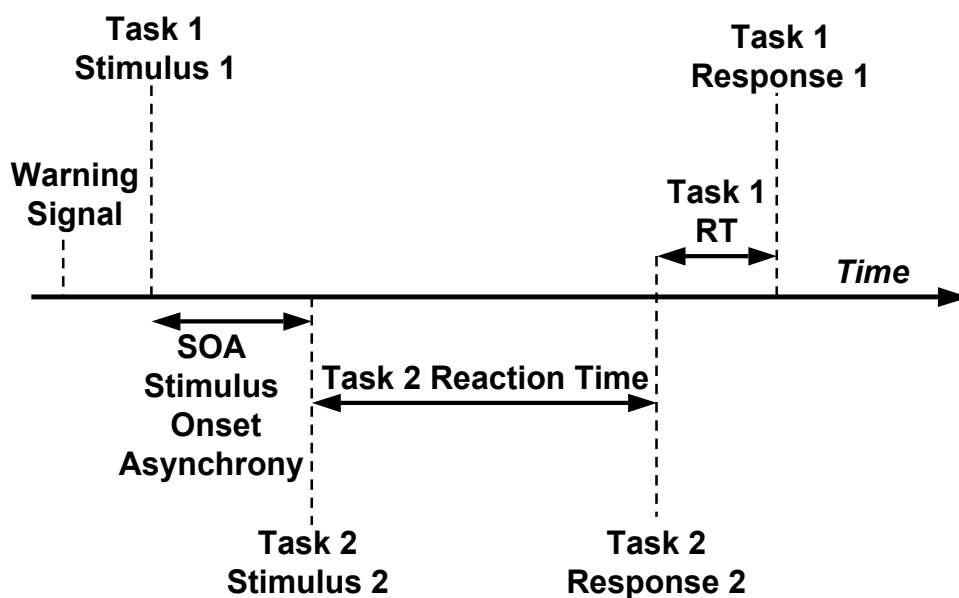 Task 1
Stimulus 1
Task 1
Response 1
Warning
Signal
Task 1
RT
Time
SOA
Stimulus
Onset
Asynchrony
Task 2 Reaction Time
Task 2
Stimulus 2
Task 2
Response 2